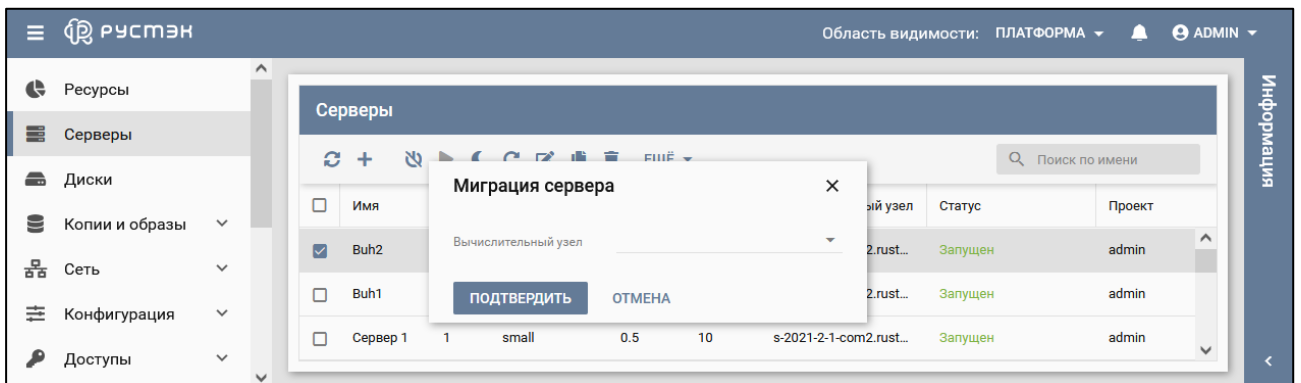 РУСТЭК
Область видимости: ПЛАТФОРМА
ADMIN
Ресурсы
Серверы
Диски
Копии и образы
Сеть
Конфигурация
Доступы
Серверы
ЕЩЁ
Поиск по имени
Миграция сервера
Вычислительный узел
ПОДТВЕРДИТЬ ОТМЕНА
Имя ый узел Статус Проект
Buh2 2.rust... Запущен admin
Buh1 2.rust... Запущен admin
Сервер 1 1 small 0.5 10 s-2021-2-1-com2.rust... Запущен admin
Информация